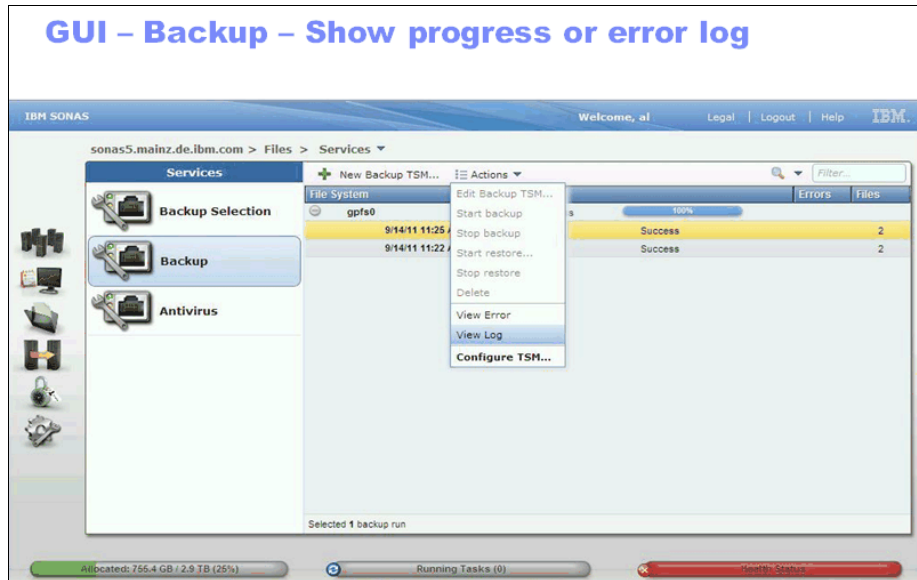 GUI – Backup – Show progress or error log
IBM SONAS
Welcome, al
Legal | Logout | Help
IBM.
sonas5.mainz.de.ibm.com > Files > Services
Services
Backup Selection
Backup
Antivirus
New Backup TSM...
Actions
Filter...
File System
Errors
Files
gpfs0
s
100%
9/14/11 11:25
Success
2
9/14/11 11:22
Success
2
Edit Backup TSM...
Start backup
Stop backup
Start restore...
Stop restore
Delete
View Error
View Log
Configure TSM...
Selected 1 backup run
Allocated: 755.4 GB / 2.9 TB (25%)
Running Tasks (0)
Health Status